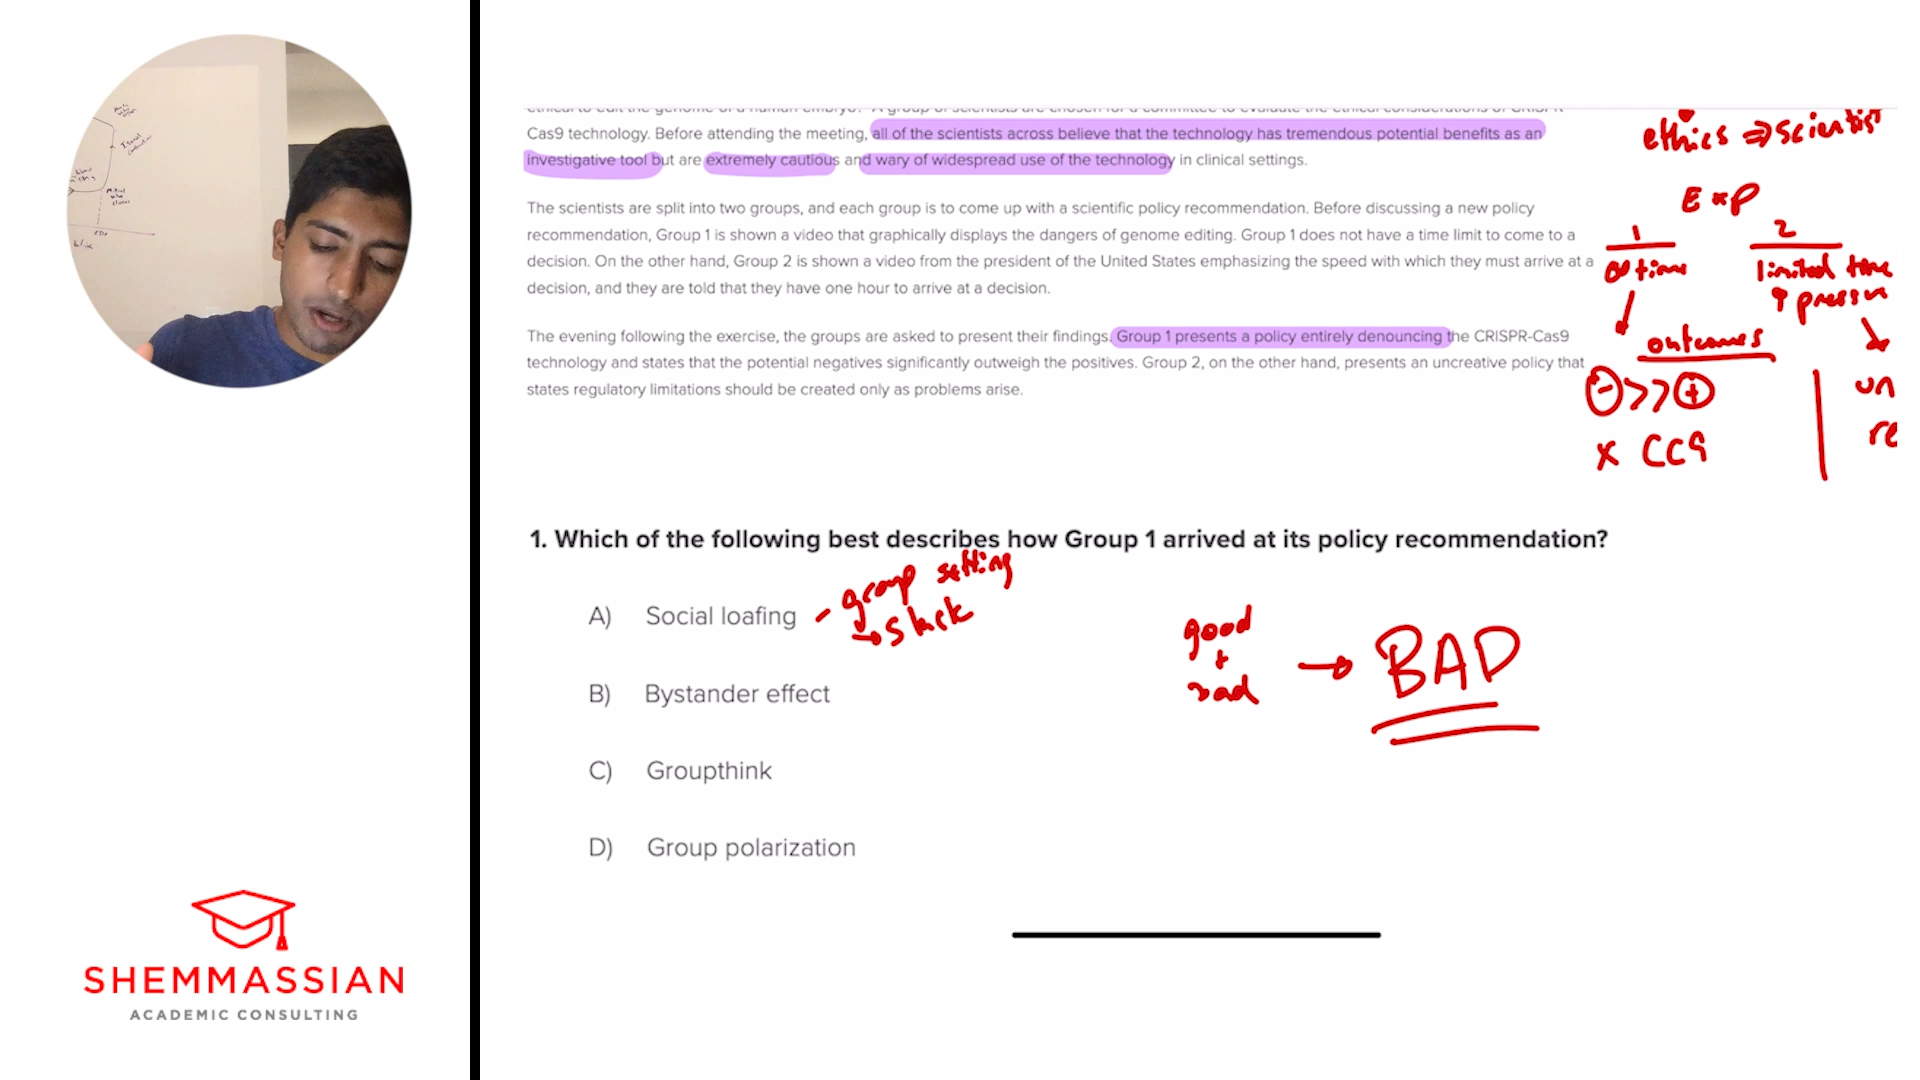 Cas9 technology. Before attending the meeting, all of the scientists across believe that the technology has tremendous potential benefits as an
investigative tool but are extremely cautious and wary of widespread use of the technology in clinical settings.
The scientists are split into two groups, and each group is to come up with a scientific policy recommendation. Before discussing a new policy
recommendation, Group 1 is shown a video that graphically displays the dangers of genome editing. Group 1 does not have a time limit to come to a
decision. On the other hand, Group 2 is shown a video from the president of the United States emphasizing the speed with which they must arrive at a
decision, and they are told that they have one hour to arrive at a decision.
The evening following the exercise, the groups are asked to present their findings. Group 1 presents a policy entirely denouncing the CRISPR-Cas9
technology and states that the potential negatives significantly outweigh the positives. Group 2, on the other hand, presents an uncreative policy that
states regulatory limitations should be created only as problems arise.
ethics ⇒ scientist
Exp
1
2
∞ time
limited time
↑ pressure
outcomes
⊖ >> ⊕
x CC9
un
re
1. Which of the following best describes how Group 1 arrived at its policy recommendation?
A) Social loafing - group setting
→ slack
B) Bystander effect
C) Groupthink
D) Group polarization
good
+
bad
→ BAD
SHEMMASSIAN
ACADEMIC CONSULTING